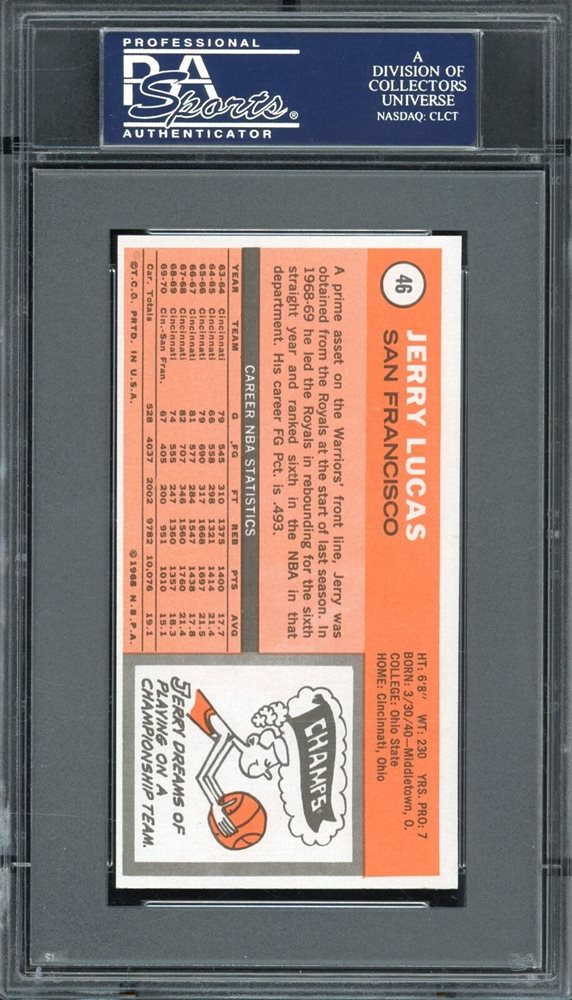 PROFESSIONAL
PSA
Sports®
AUTHENTICATOR
A
DIVISION OF
COLLECTORS
UNIVERSE
NASDAQ: CLCT
46
JERRY LUCAS
SAN FRANCISCO
HT: 6'8" WT: 230 YRS. PRO: 7
BORN: 3/30/40—Middletown, O.
COLLEGE: Ohio State
HOME: Cincinnati, Ohio
A prime asset on the Warriors' front line, Jerry was
obtained from the Royals at the start of last season. In
1968-69 he led the Royals in rebounding for the sixth
straight year and ranked sixth in the NBA in that
department. His career FG Pct. is .493.
CAREER NBA STATISTICS
YEAR TEAM G FG FT REB PTS AVG
63-64 Cincinnati 79 545 310 1375 1400 17.7
64-65 Cincinnati 66 558 298 1321 1414 21.4
65-66 Cincinnati 79 690 317 1668 1697 21.5
66-67 Cincinnati 81 577 284 1547 1438 17.8
67-68 Cincinnati 82 707 346 1560 1760 21.4
68-69 Cincinnati 74 555 247 1360 1357 18.3
69-70 Cin.-San Fran. 67 405 200 951 1010 15.1
Car. Totals 528 4037 2002 9782 10,076 19.1
©T.C.G. PRTD. IN U.S.A. ©1968 N.B.P.A.
CHAMPS
JERRY DREAMS OF
PLAYING ON A
CHAMPIONSHIP TEAM.